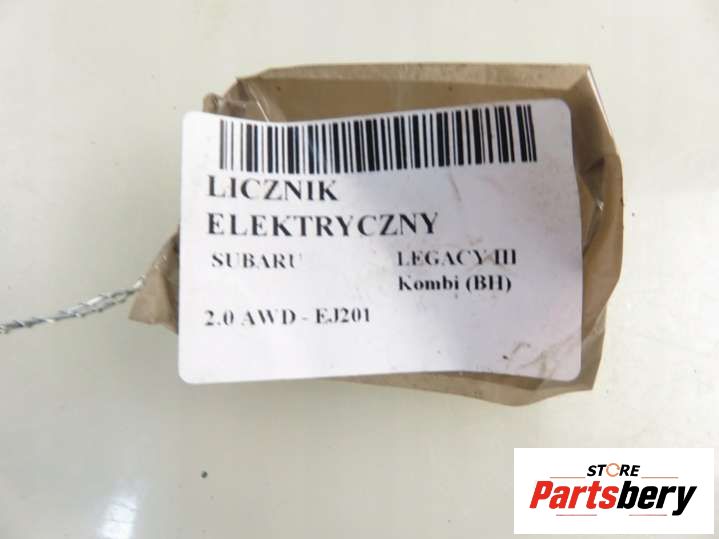 LICZNIK
ELEKTRYCZNY
SUBARU LEGACY III
Kombi (BH)
2.0 AWD - EJ201
STORE
Partsbery